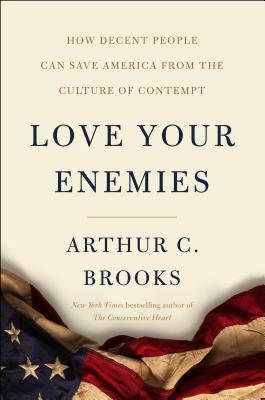 HOW DECENT PEOPLE
CAN SAVE AMERICA FROM THE
CULTURE OF CONTEMPT
LOVE YOUR
ENEMIES
ARTHUR C.
BROOKS
New York Times bestselling author of
The Conservative Heart